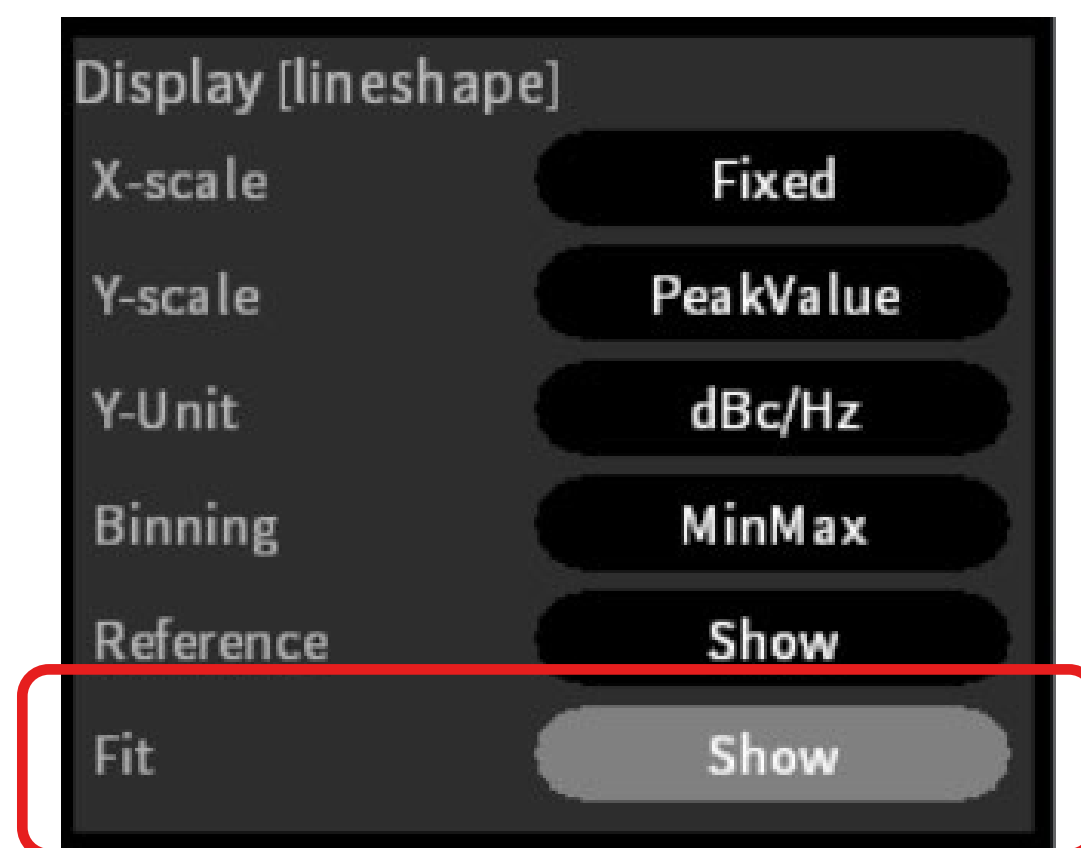 Display [lineshape]
X-scale Fixed
Y-scale PeakValue
Y-Unit dBc/Hz
Binning MinMax
Reference Show
Fit Show